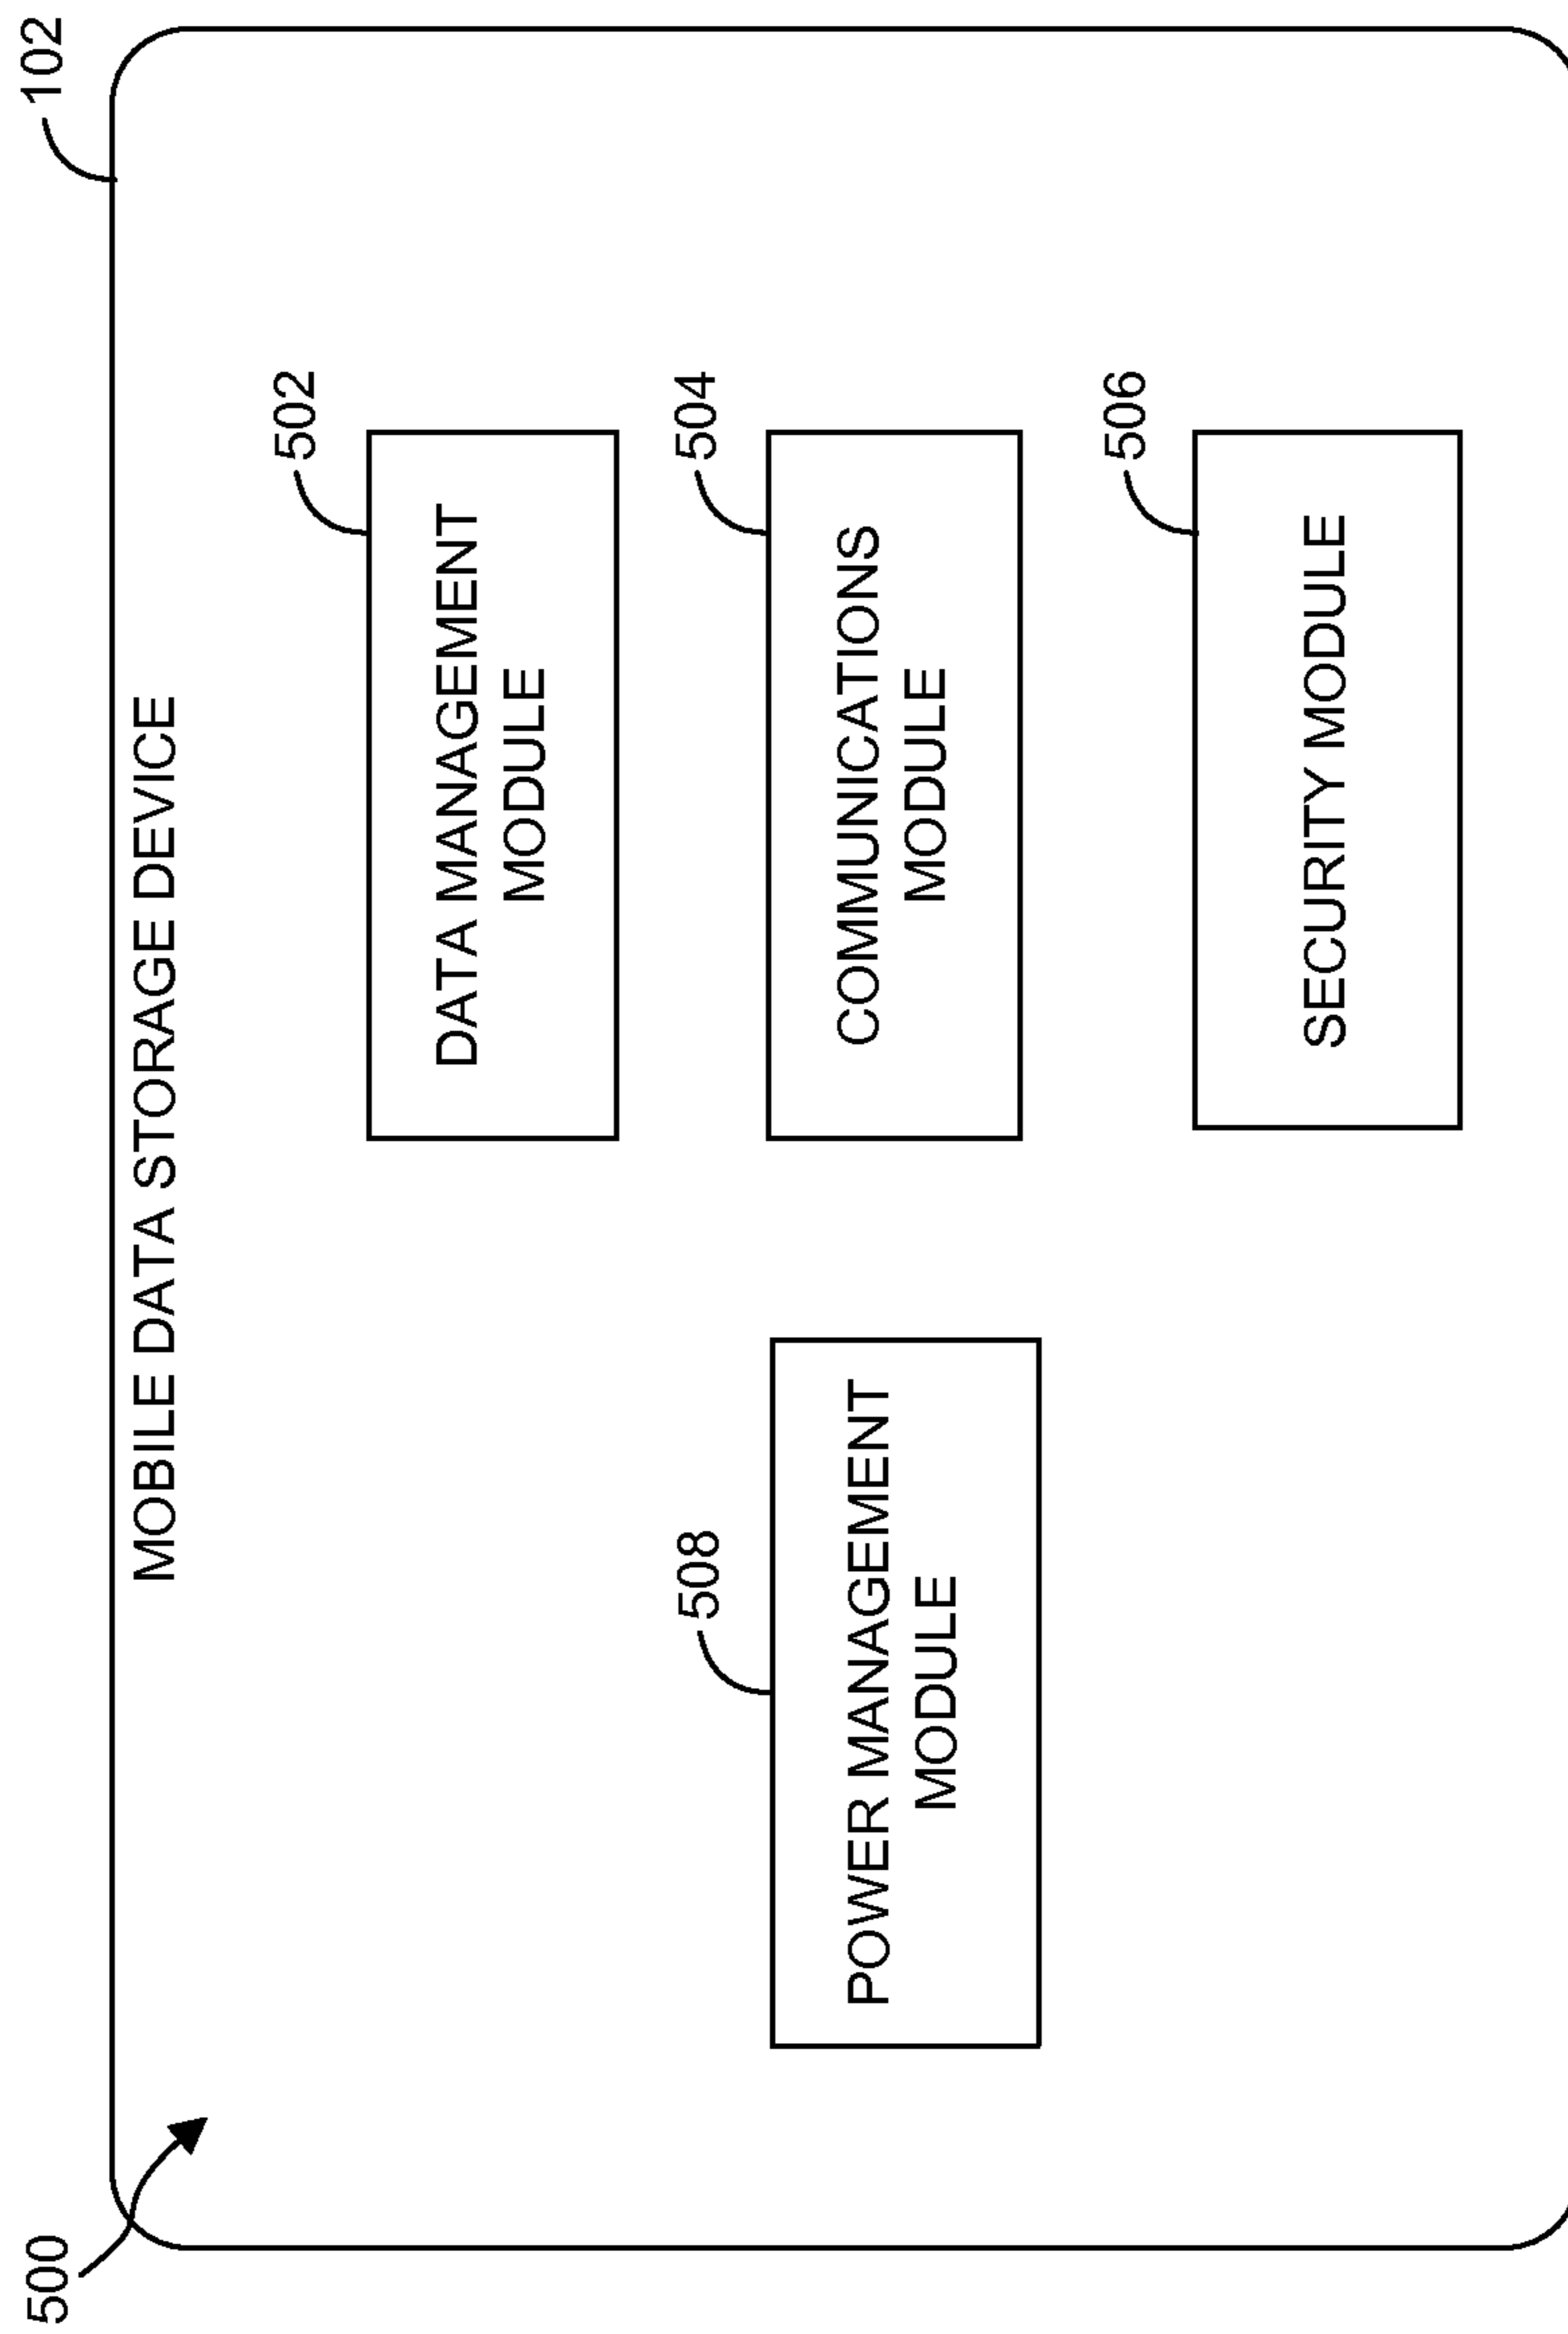 500
102
MOBILE DATA STORAGE DEVICE
502
DATA MANAGEMENT
MODULE
508
POWER MANAGEMENT
MODULE
504
COMMUNICATIONS
MODULE
506
SECURITY MODULE